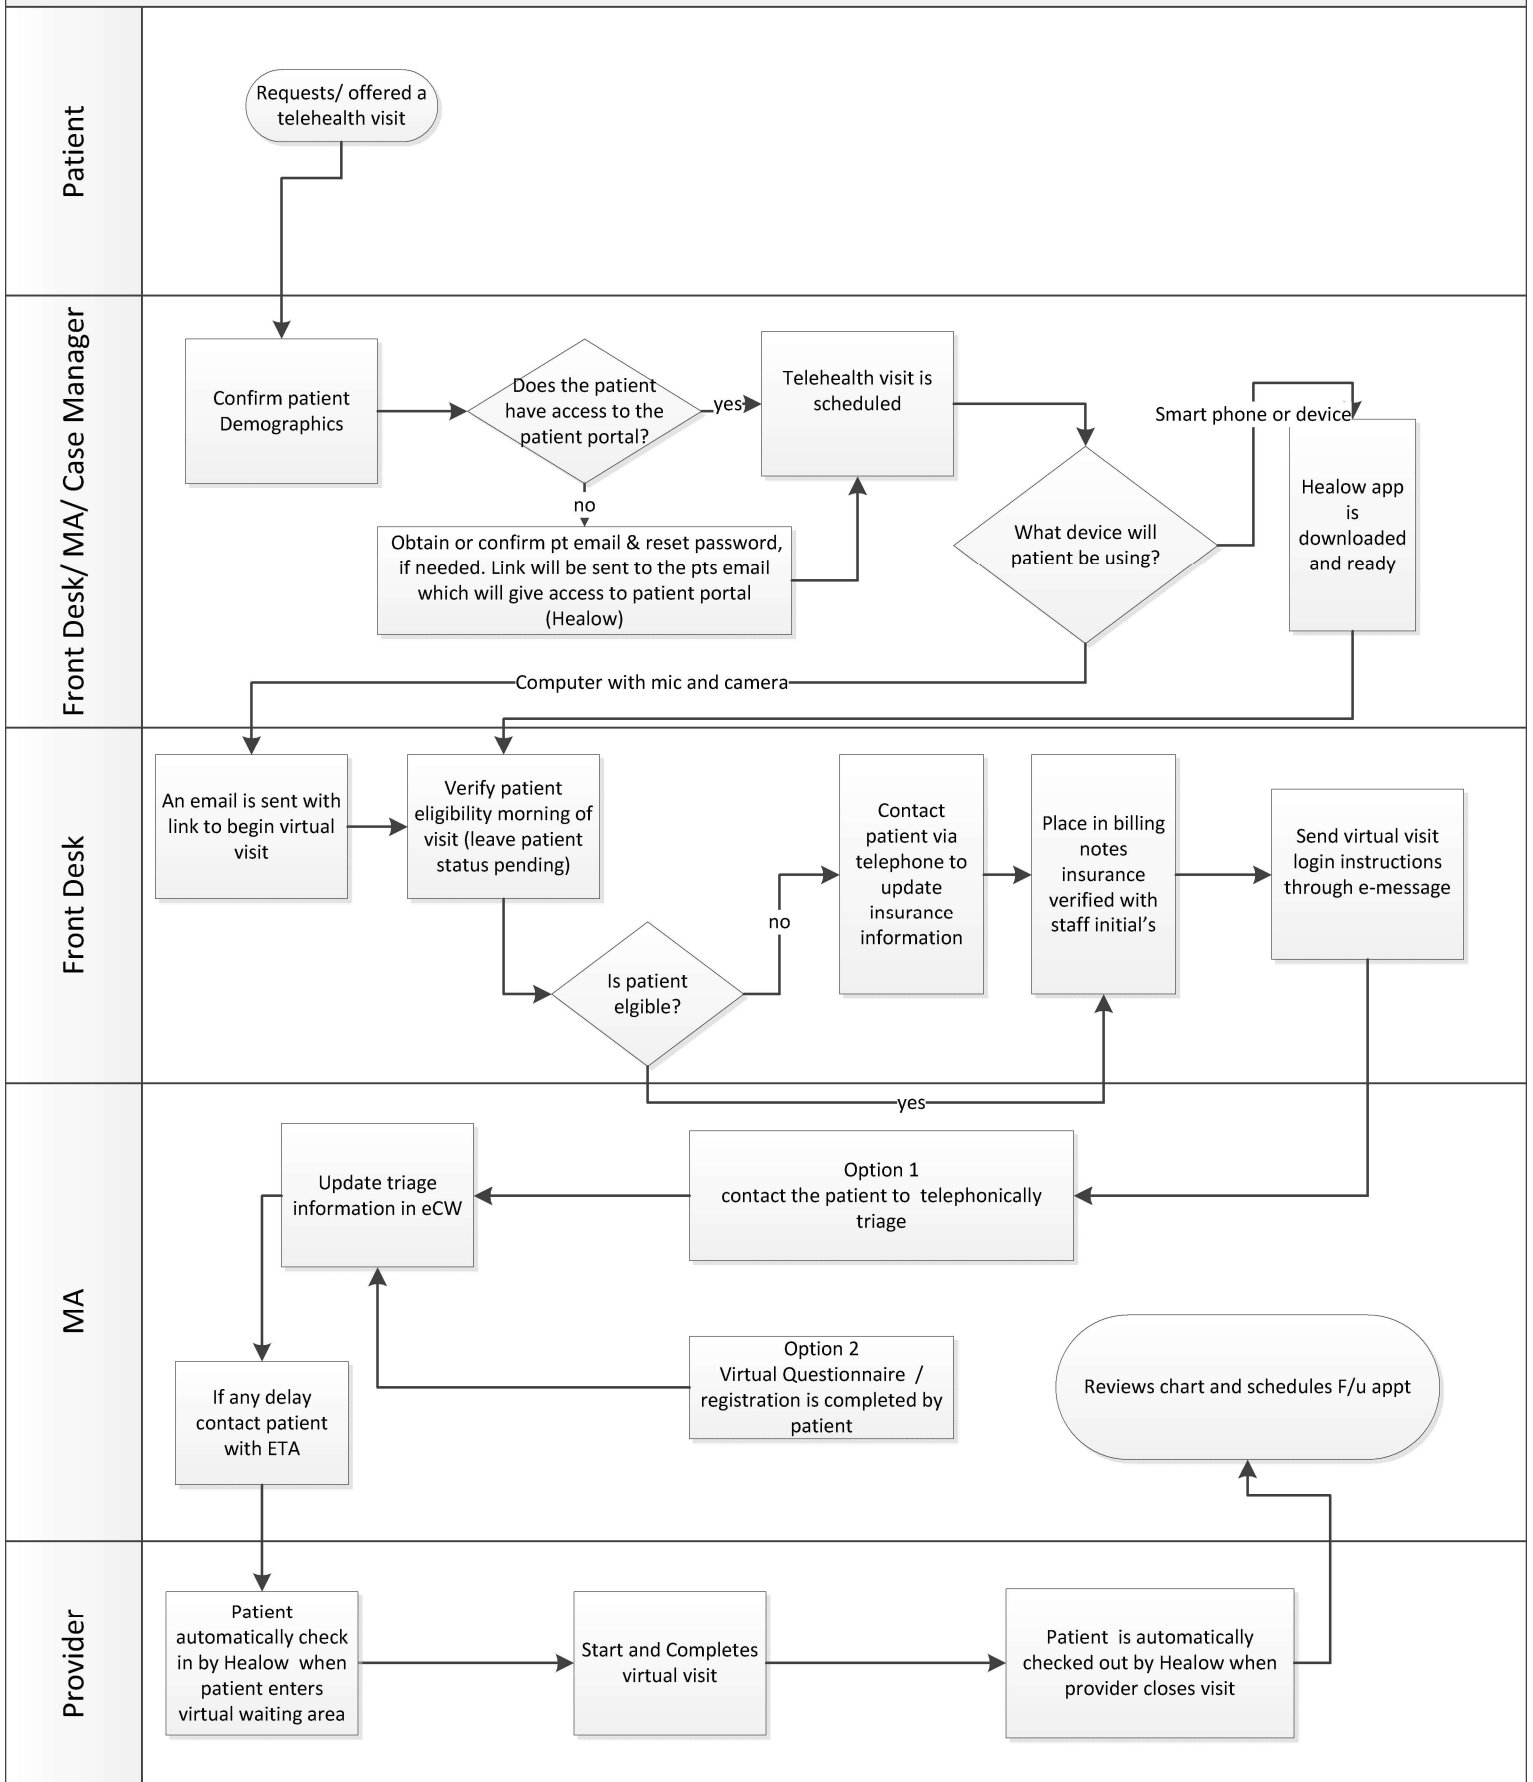 Patient
Requests/ offered a
telehealth visit
Front Desk/ MA/ Case Manager
Confirm patient
Demographics
Does the patient
have access to the
patient portal?
yes
no
Obtain or confirm pt email & reset password,
if needed. Link will be sent to the pts email
which will give access to patient portal
(Healow)
Telehealth visit is
scheduled
What device will
patient be using?
Smart phone or device
Healow app
is
downloaded
and ready
Computer with mic and camera
Front Desk
An email is sent with
link to begin virtual
visit
Verify patient
eligibility morning of
visit (leave patient
status pending)
Is patient
elgible?
no
yes
Contact
patient via
telephone to
update
insurance
information
Place in billing
notes
insurance
verified with
staff initial's
Send virtual visit
login instructions
through e-message
MA
Option 1
contact the patient to telephonically
triage
Update triage
information in eCW
Option 2
Virtual Questionnaire /
registration is completed by
patient
If any delay
contact patient
with ETA
Reviews chart and schedules F/u appt
Provider
Patient
automatically check
in by Healow when
patient enters
virtual waiting area
Start and Completes
virtual visit
Patient is automatically
checked out by Healow when
provider closes visit